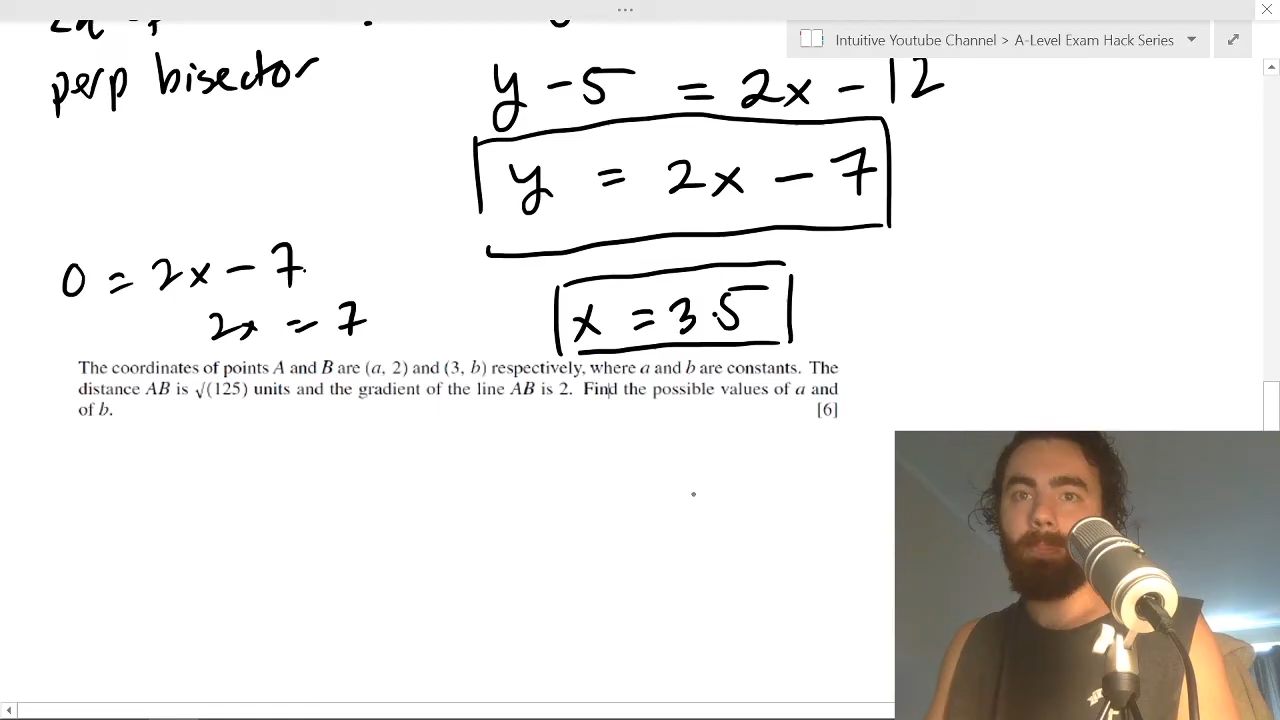 Intuitive Youtube Channel > A-Level Exam Hack Series
perp bisector
y - 5 = 2x - 12
y = 2x - 7
0 = 2x - 7
2x = 7
x = 3.5
The coordinates of points A and B are (a, 2) and (3, b) respectively, where a and b are constants. The
distance AB is √(125) units and the gradient of the line AB is 2. Find the possible values of a and
of b. [6]